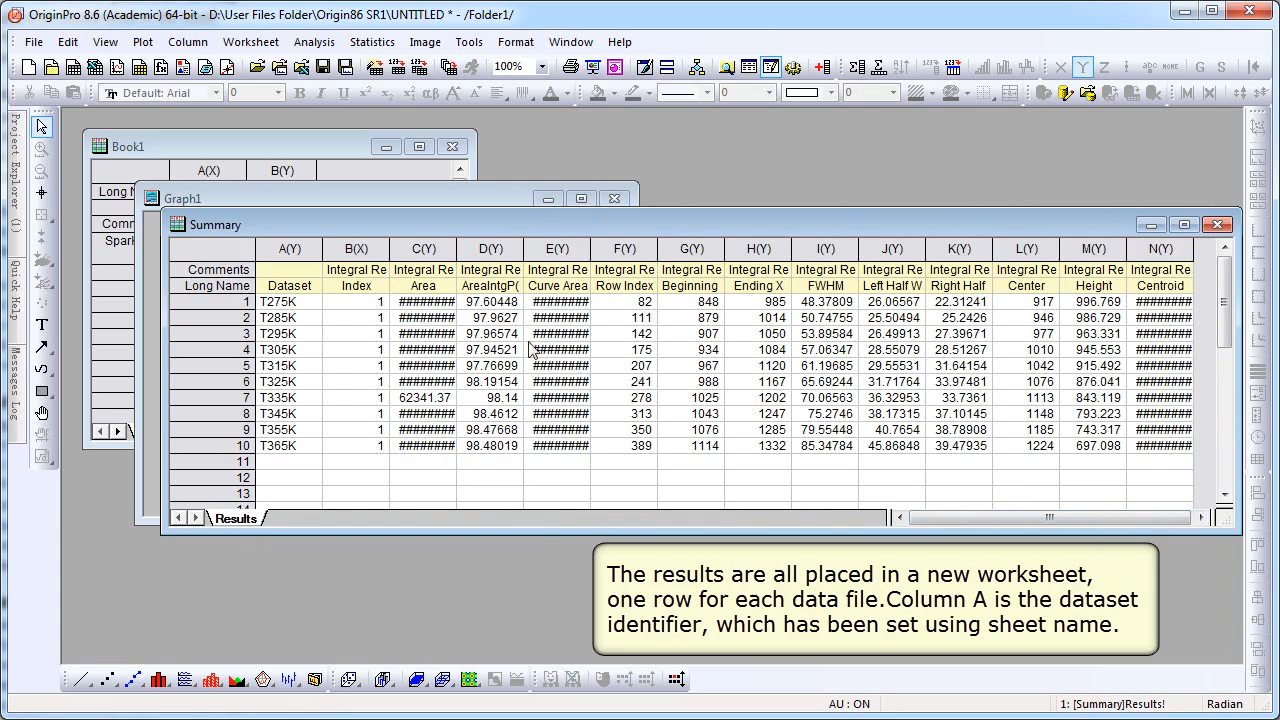 OriginPro 8.6 (Academic) 64-bit - D:\User Files Folder\Origin86 SR1\UNTITLED * - /Folder1/
File Edit View Plot Column Worksheet Analysis Statistics Image Tools Format Window Help
100%
Default: Arial 0 B I U 0 0
Project Explorer (1)
Quick Help
Messages Log
Book1
A(X) B(Y)
Long N
Comm
Spark
Graph1
Summary
A(Y) B(X) C(Y) D(Y) E(Y) F(Y) G(Y) H(Y) I(Y) J(Y) K(Y) L(Y) M(Y) N(Y)
Comments Integral Re Integral Re Integral Re Integral Re Integral Re Integral Re Integral Re Integral Re Integral Re Integral Re Integral Re Integral Re Integral Re
Long Name Dataset Index Area AreaIntgP( Curve Area Row Index Beginning Ending X FWHM Left Half W Right Half Center Height Centroid
1 T275K 1 ######## 97.60448 ######## 82 848 985 48.37809 26.06567 22.31241 917 996.769 ########
2 T285K 1 ######## 97.9627 ######## 111 879 1014 50.74755 25.50494 25.2426 946 986.729 ########
3 T295K 1 ######## 97.96574 ######## 142 907 1050 53.89584 26.49913 27.39671 977 963.331 ########
4 T305K 1 ######## 97.94521 ######## 175 934 1084 57.06347 28.55079 28.51267 1010 945.553 ########
5 T315K 1 ######## 97.76699 ######## 207 967 1120 61.19685 29.55531 31.64154 1042 915.492 ########
6 T325K 1 ######## 98.19154 ######## 241 988 1167 65.69244 31.71764 33.97481 1076 876.041 ########
7 T335K 1 62341.37 98.14 ######## 278 1025 1202 70.06563 36.32953 33.7361 1113 843.119 ########
8 T345K 1 ######## 98.4612 ######## 313 1043 1247 75.2746 38.17315 37.10145 1148 793.223 ########
9 T355K 1 ######## 98.47668 ######## 350 1076 1285 79.55448 40.7654 38.78908 1185 743.317 ########
10 T365K 1 ######## 98.48019 ######## 389 1114 1332 85.34784 45.86848 39.47935 1224 697.098 ########
11
12
13
14
Results
The results are all placed in a new worksheet,
one row for each data file.Column A is the dataset
identifier, which has been set using sheet name.
AU : ON 1: [Summary]Results! Radian